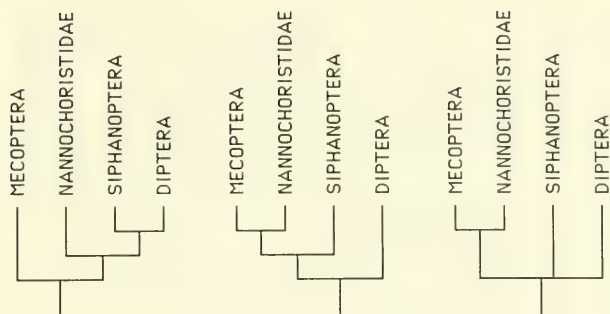 MECOPTERA
NANNOCHORISTIDAE
SIPHANOPTERA
DIPTERA
MECOPTERA
NANNOCHORISTIDAE
SIPHANOPTERA
DIPTERA
MECOPTERA
NANNOCHORISTIDAE
SIPHANOPTERA
DIPTERA